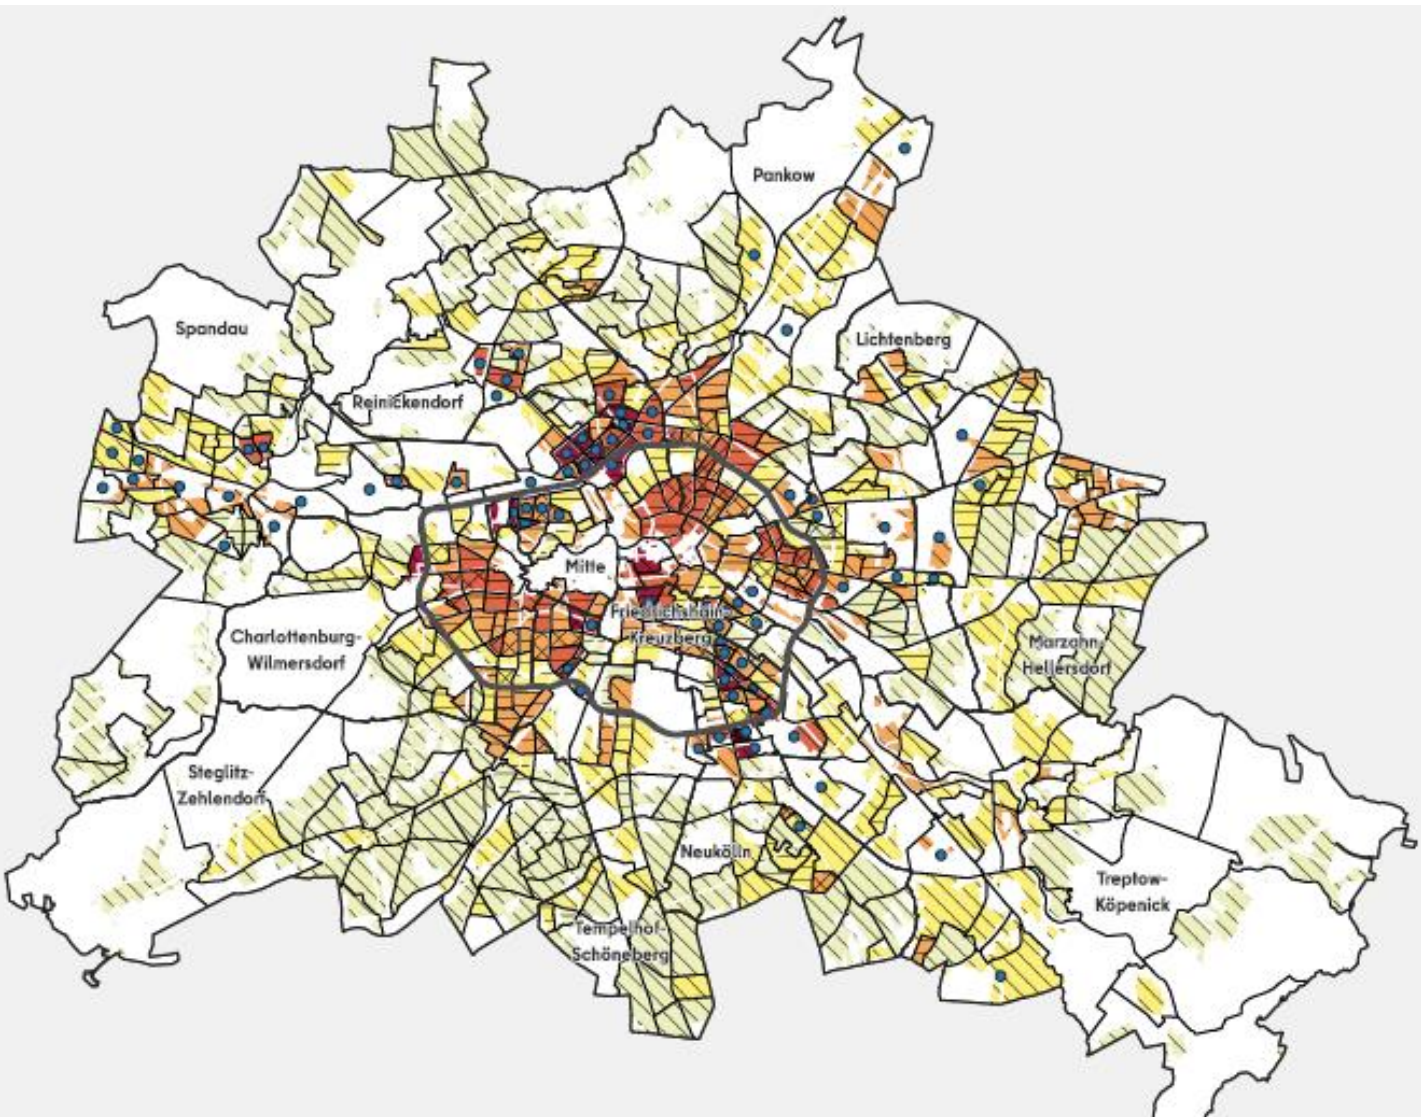 Pankow
Spandau
Lichtenberg
Reinickendorf
Mitte
Friedrichshain-
Kreuzberg
Charlottenburg-
Wilmersdorf
Marzahn-
Hellersdorf
Steglitz-
Zehlendorf
Neukölln
Treptow-
Köpenick
Tempelhof-
Schöneberg